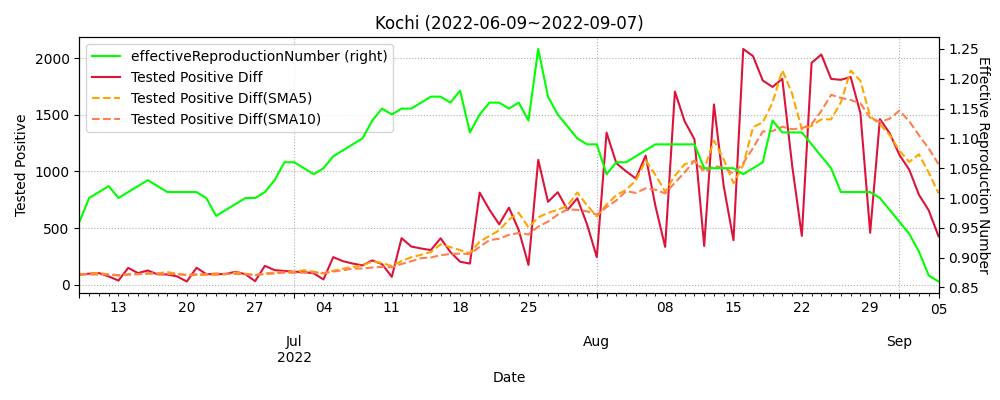 Kochi (2022-06-09~2022-09-07)
effectiveReproductionNumber (right)
Tested Positive Diff
Tested Positive Diff(SMA5)
Tested Positive Diff(SMA10)
Tested Positive
2000
1500
1000
500
0
1.25
1.20
1.15
1.10
1.05
1.00
0.95
0.90
0.85
Effective Reproduction Number
13 20 27 04 11 18 25 08 15 22 29 05
Jul Aug Sep
2022
Date